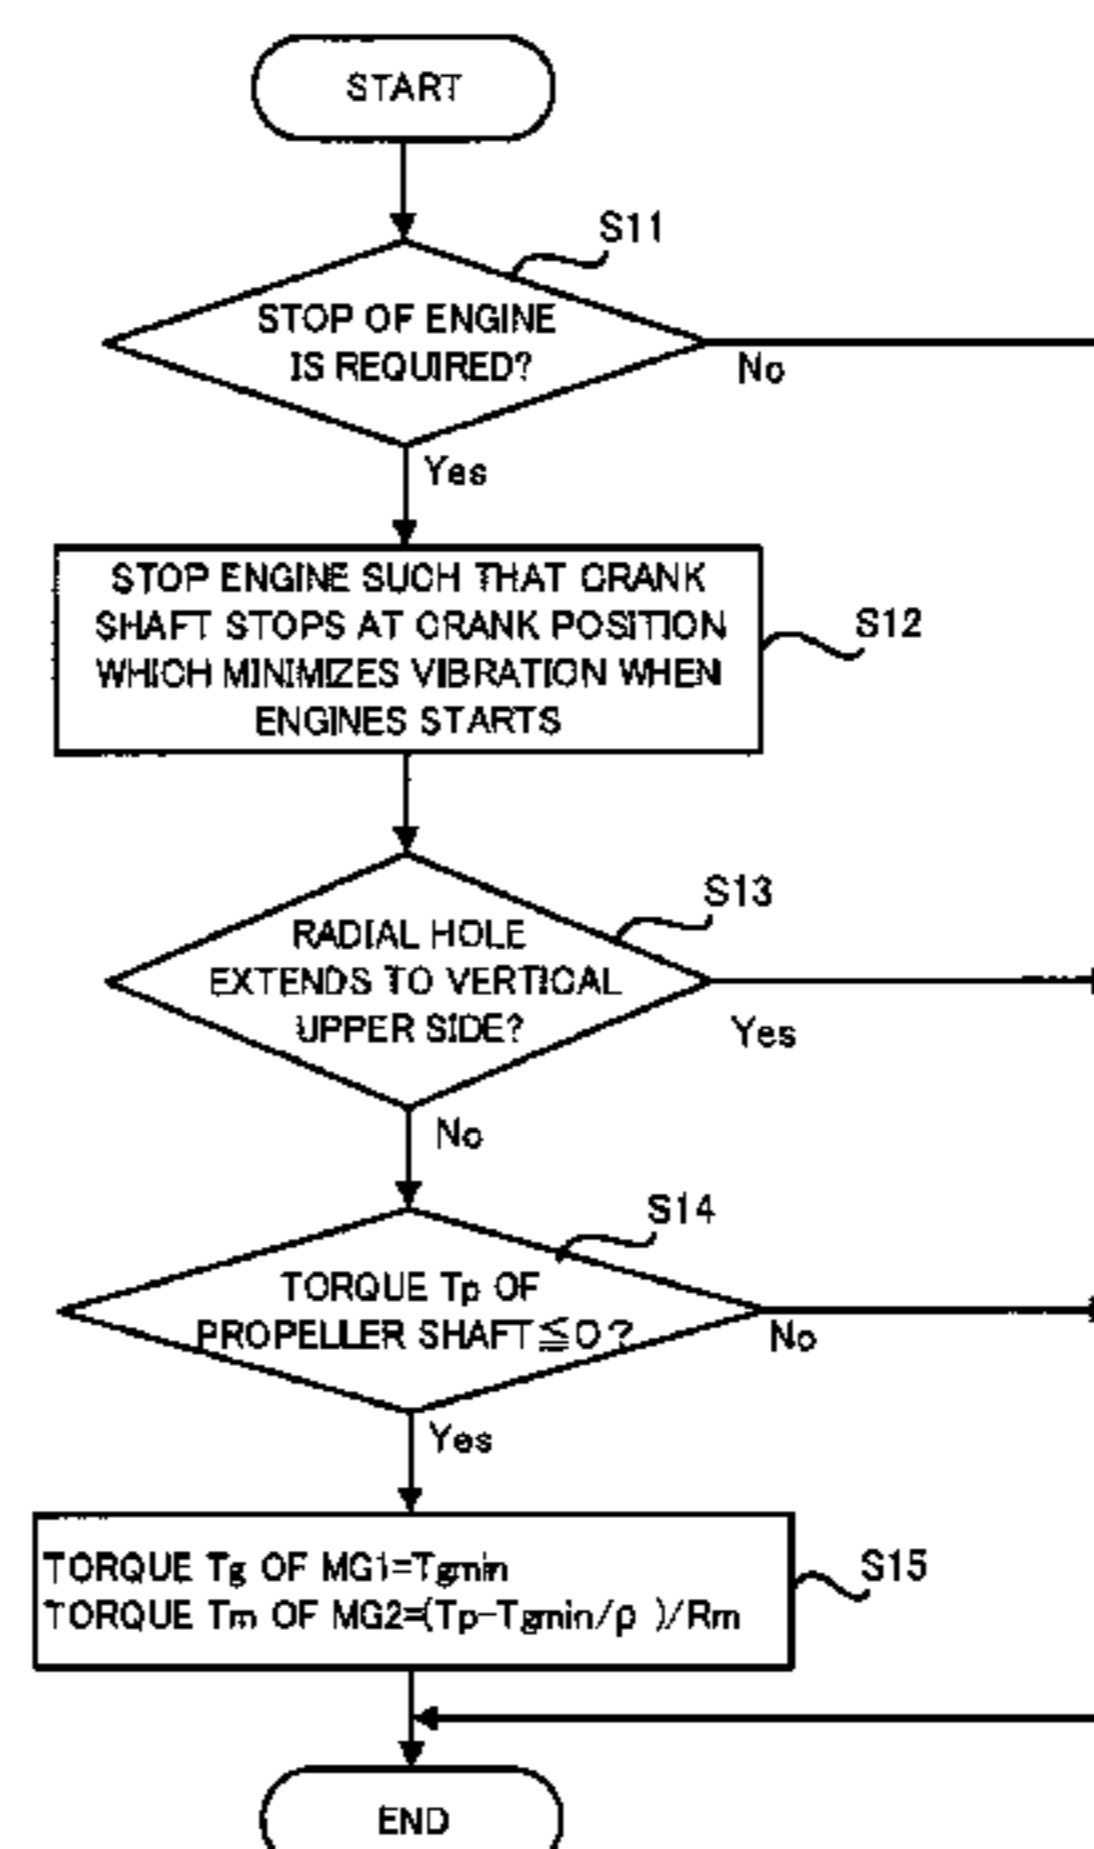 START
S11
STOP OF ENGINE
IS REQUIRED?
No
Yes
STOP ENGINE SUCH THAT CRANK
SHAFT STOPS AT CRANK POSITION
WHICH MINIMIZES VIBRATION WHEN
ENGINES STARTS
S12
S13
RADIAL HOLE
EXTENDS TO VERTICAL
UPPER SIDE?
Yes
No
S14
TORQUE Tp OF
PROPELLER SHAFT≦0?
No
Yes
TORQUE Tg OF MG1=Tgmin
TORQUE Tm OF MG2=(Tp-Tgmin/ρ )/Rm
S15
END